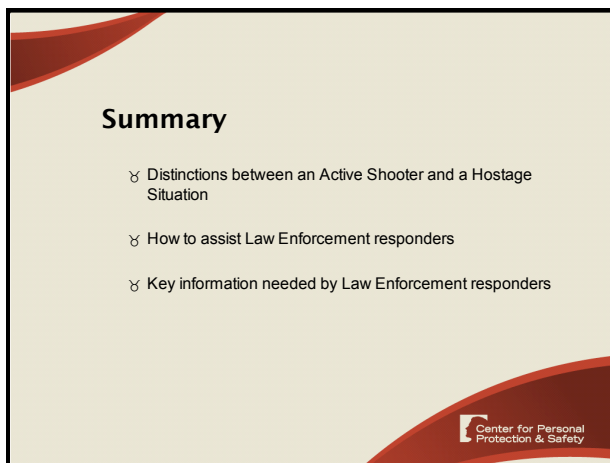 Summary
♉ Distinctions between an Active Shooter and a Hostage
Situation
♉ How to assist Law Enforcement responders
♉ Key information needed by Law Enforcement responders
Center for Personal
Protection & Safety